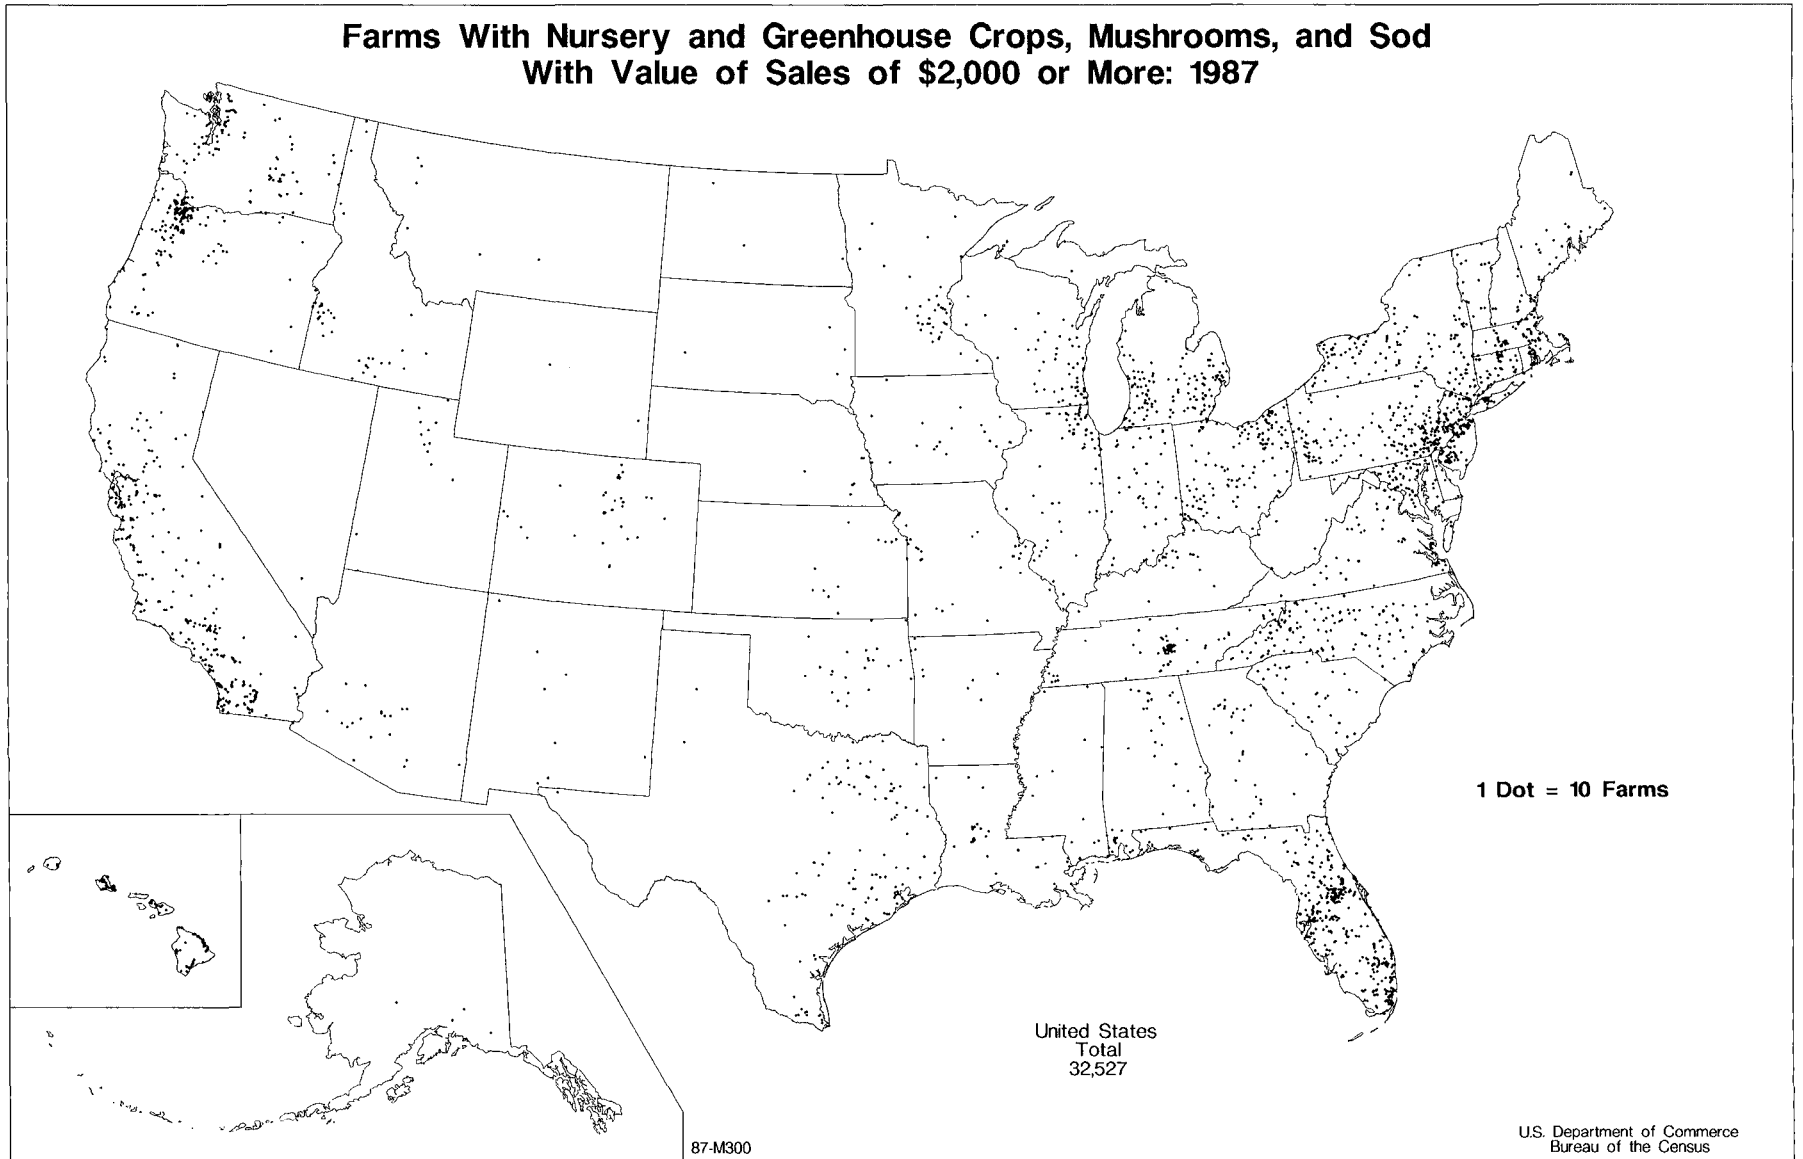 Farms With Nursery and Greenhouse Crops, Mushrooms, and Sod
With Value of Sales of $2,000 or More: 1987
1 Dot = 10 Farms
United States
Total
32,527
87-M300
U.S. Department of Commerce
Bureau of the Census